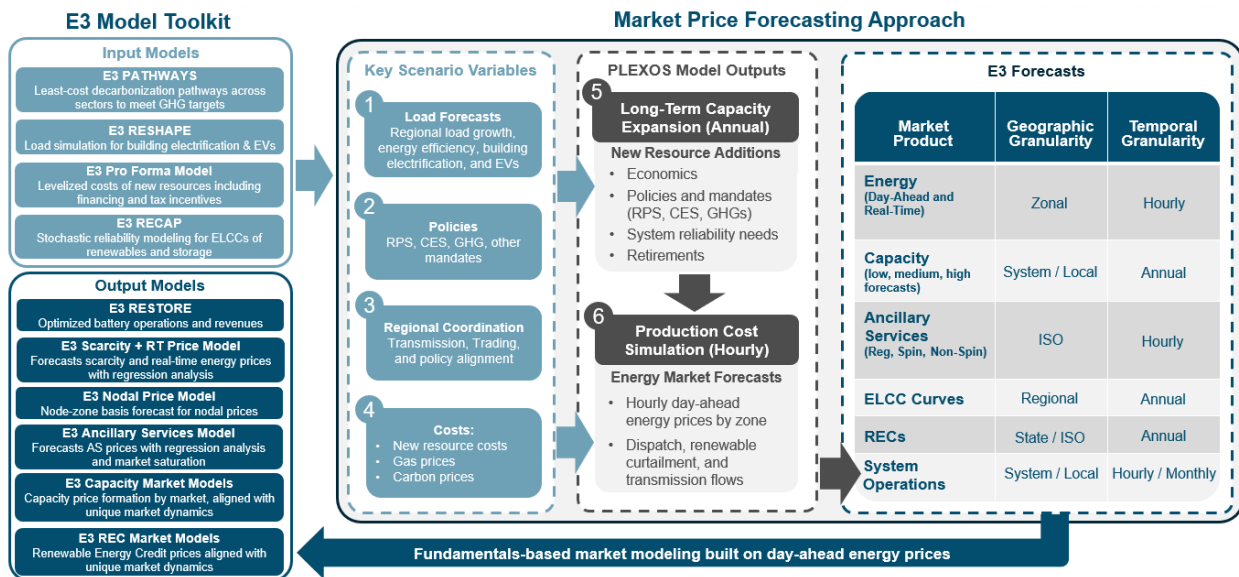 E3 Model Toolkit
Input Models
E3 PATHWAYS
Least-cost decarbonization pathways across
sectors to meet GHG targets
E3 RESHAPE
Load simulation for building electrification & EVs
E3 Pro Forma Model
Levelized costs of new resources including
financing and tax incentives
E3 RECAP
Stochastic reliability modeling for ELCCs of
renewables and storage
Output Models
E3 RESTORE
Optimized battery operations and revenues
E3 Scarcity + RT Price Model
Forecasts scarcity and real-time energy prices
with regression analysis
E3 Nodal Price Model
Node-zone basis forecast for nodal prices
E3 Ancillary Services Model
Forecasts AS prices with regression analysis
and market saturation
E3 Capacity Market Models
Capacity price formation by market, aligned with
unique market dynamics
E3 REC Market Models
Renewable Energy Credit prices aligned with
unique market dynamics
Market Price Forecasting Approach
Key Scenario Variables
1
Load Forecasts
Regional load growth,
energy efficiency, building
electrification, and EVs
2
Policies
RPS, CES, GHG, other
mandates
3
Regional Coordination
Transmission, Trading,
and policy alignment
4
Costs:
• New resource costs
• Gas prices
• Carbon prices
PLEXOS Model Outputs
5
Long-Term Capacity
Expansion (Annual)
New Resource Additions
• Economics
• Policies and mandates
(RPS, CES, GHGs)
• System reliability needs
• Retirements
6
Production Cost
Simulation (Hourly)
Energy Market Forecasts
• Hourly day-ahead
energy prices by zone
• Dispatch, renewable
curtailment, and
transmission flows
E3 Forecasts
Market Product Geographic Granularity Temporal Granularity
Energy
(Day-Ahead and
Real-Time)
Zonal Hourly
Capacity
(low, medium, high
forecasts)
System / Local Annual
Ancillary
Services
(Reg, Spin, Non-Spin)
ISO Hourly
ELCC Curves Regional Annual
RECs State / ISO Annual
System
Operations
System / Local Hourly / Monthly
Fundamentals-based market modeling built on day-ahead energy prices